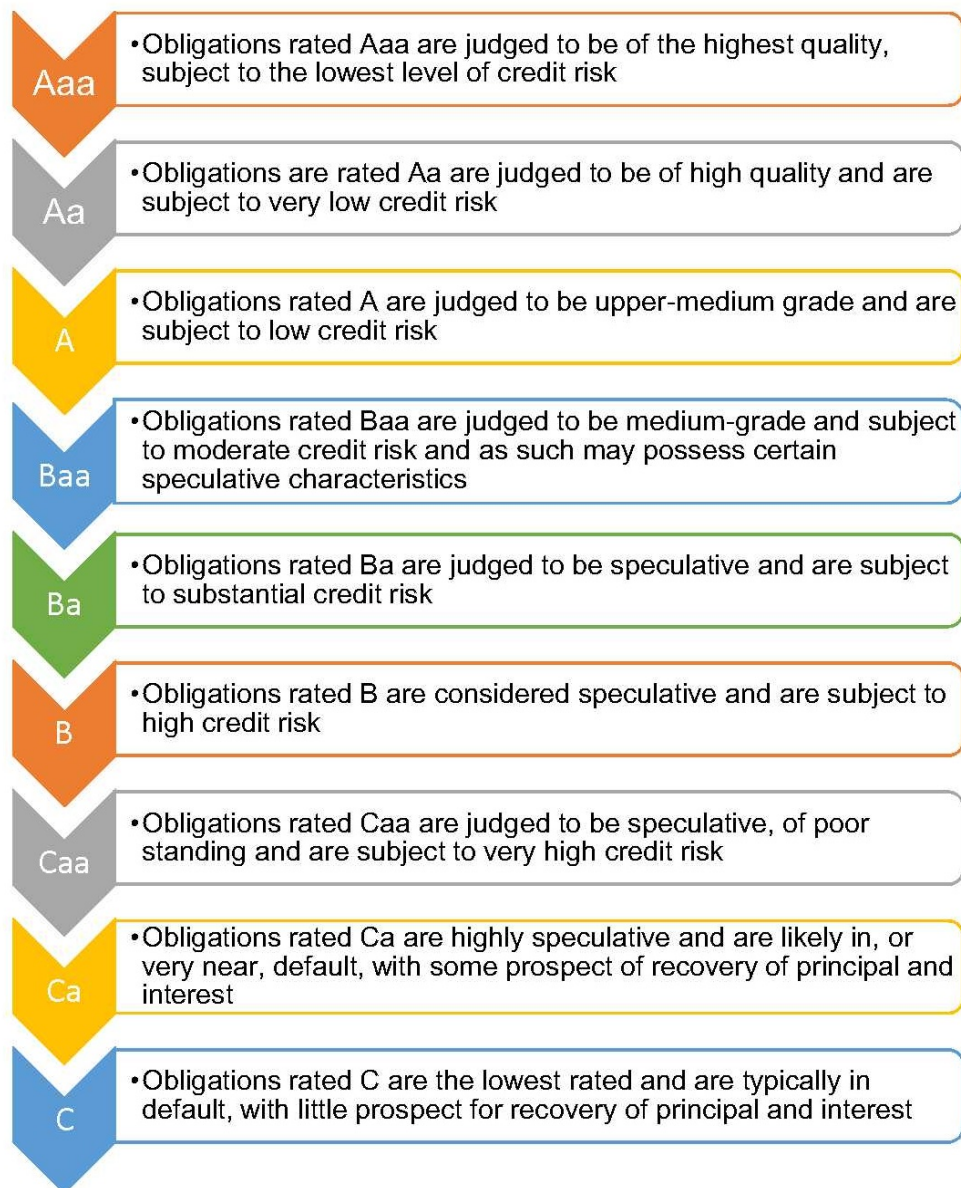 Aaa
•Obligations rated Aaa are judged to be of the highest quality,
subject to the lowest level of credit risk
Aa
•Obligations are rated Aa are judged to be of high quality and are
subject to very low credit risk
A
•Obligations rated A are judged to be upper-medium grade and are
subject to low credit risk
Baa
•Obligations rated Baa are judged to be medium-grade and subject
to moderate credit risk and as such may possess certain
speculative characteristics
Ba
•Obligations rated Ba are judged to be speculative and are subject
to substantial credit risk
B
•Obligations rated B are considered speculative and are subject to
high credit risk
Caa
•Obligations rated Caa are judged to be speculative, of poor
standing and are subject to very high credit risk
Ca
•Obligations rated Ca are highly speculative and are likely in, or
very near, default, with some prospect of recovery of principal and
interest
C
•Obligations rated C are the lowest rated and are typically in
default, with little prospect for recovery of principal and interest